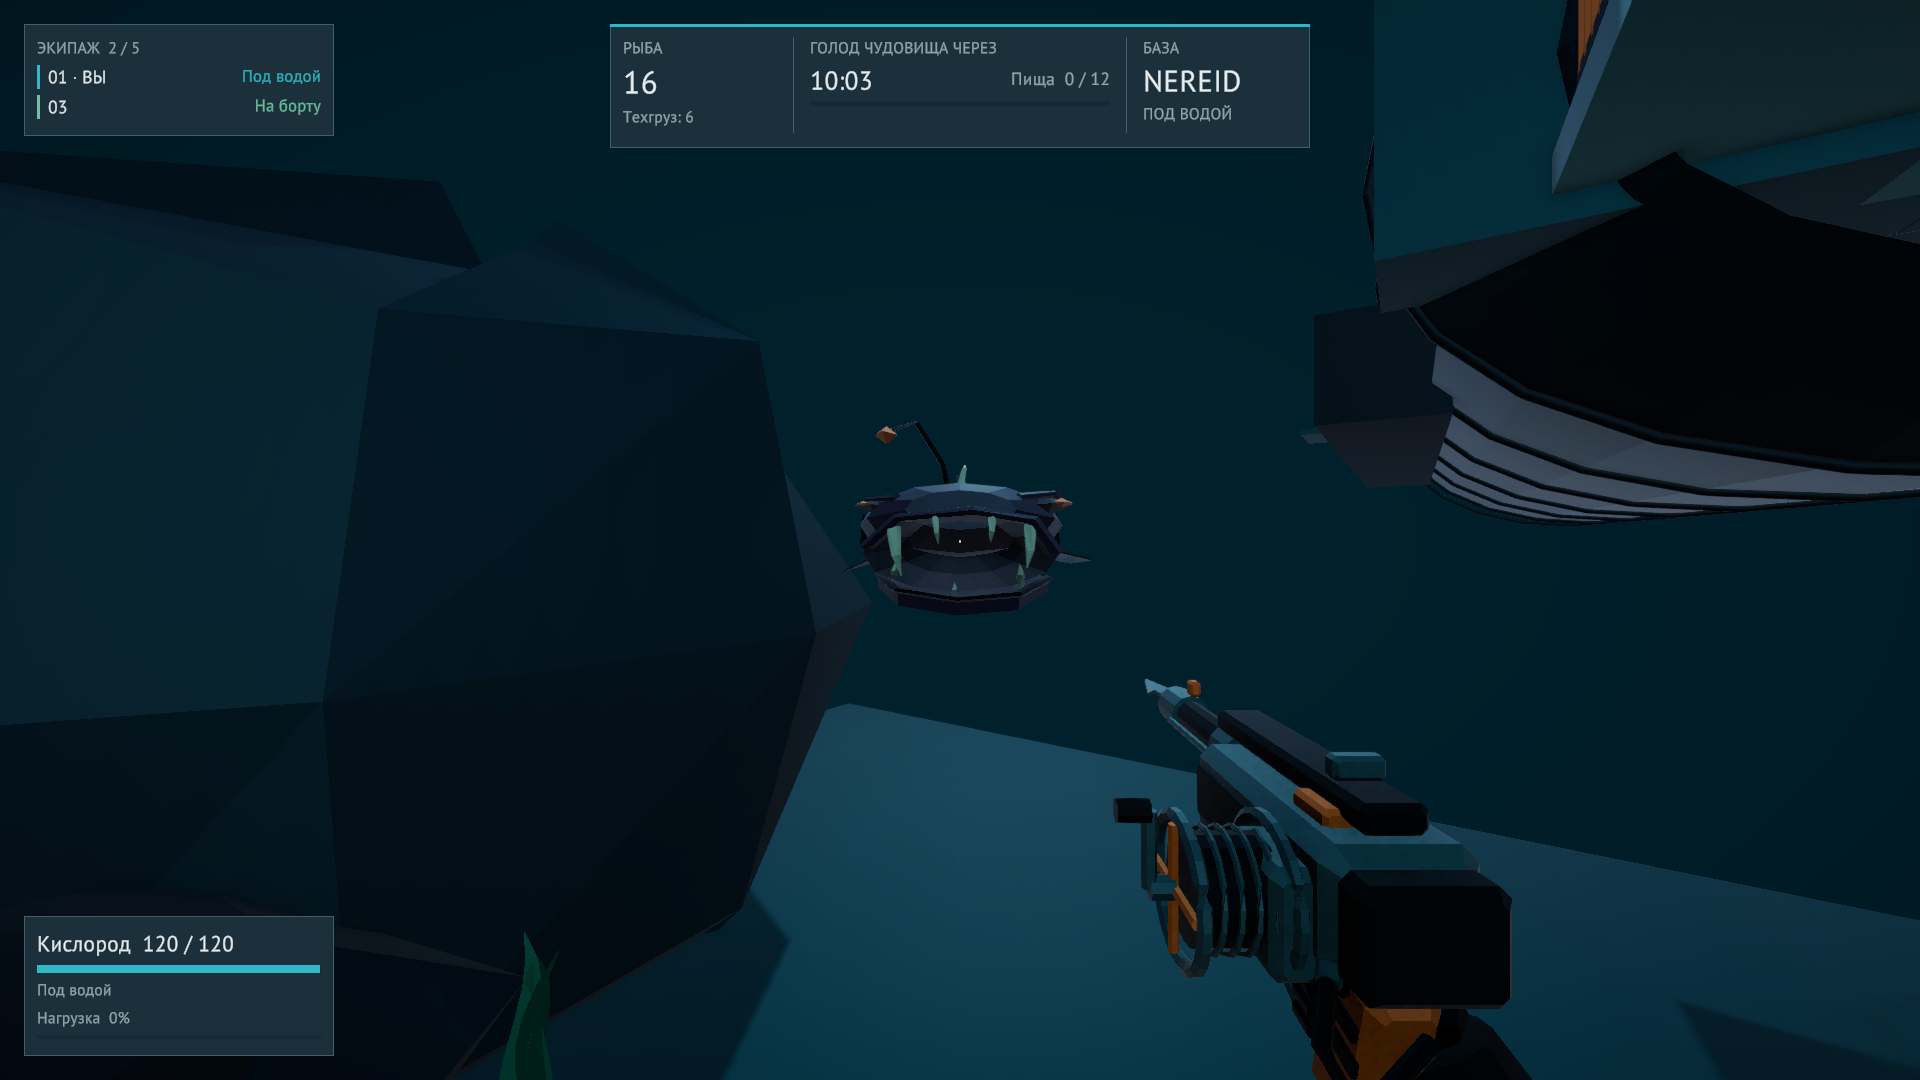 ЭКИПАЖ 2 / 5
01 · ВЫ Под водой
03 На борту
РЫБА
16
Техгруз: 6
ГОЛОД ЧУДОВИЩА ЧЕРЕЗ
10:03 Пища 0 / 12
БАЗА
NEREID
ПОД ВОДОЙ
Кислород 120 / 120
Под водой
Нагрузка 0%